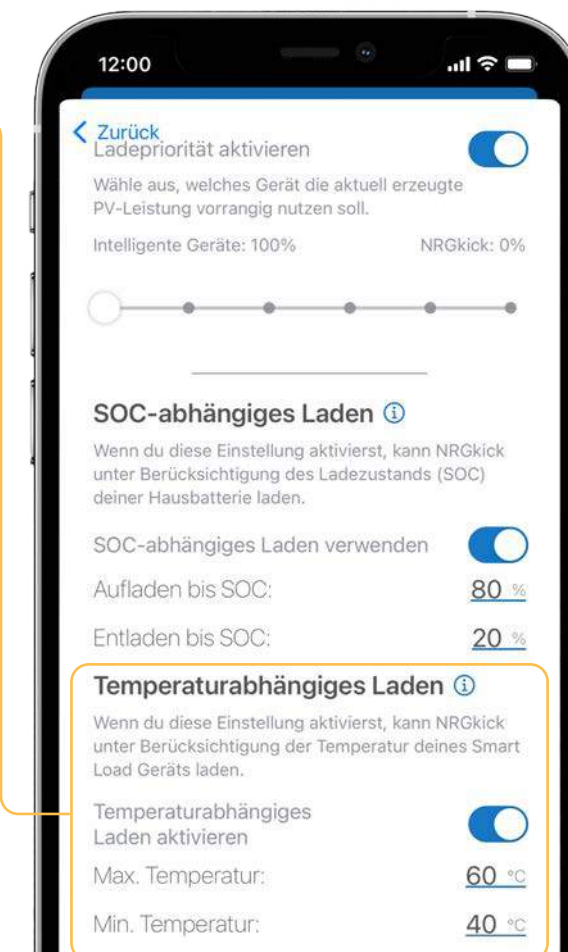 12:00
Zurück
Ladepriorität aktivieren
Wähle aus, welches Gerät die aktuell erzeugte
PV-Leistung vorrangig nutzen soll.
Intelligente Geräte: 100% NRGkick: 0%
SOC-abhängiges Laden
Wenn du diese Einstellung aktivierst, kann NRGkick
unter Berücksichtigung des Ladezustands (SOC)
deiner Hausbatterie laden.
SOC-abhängiges Laden verwenden
Aufladen bis SOC: 80 %
Entladen bis SOC: 20 %
Temperaturabhängiges Laden
Wenn du diese Einstellung aktivierst, kann NRGkick
unter Berücksichtigung der Temperatur deines Smart
Load Geräts laden.
Temperaturabhängiges
Laden aktivieren
Max. Temperatur: 60 °C
Min. Temperatur: 40 °C